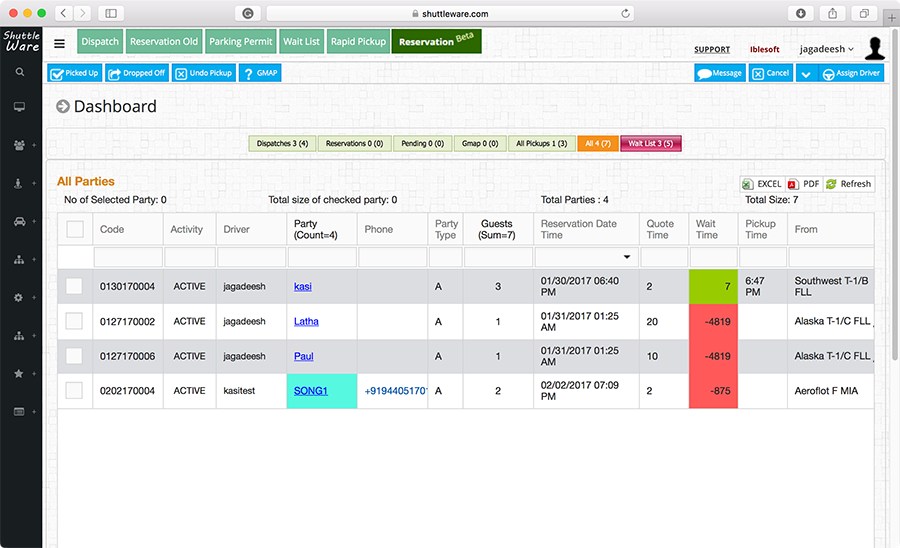 shuttleware.com
Shuttle
Ware
Dispatch Reservation Old Parking Permit Wait List Rapid Pickup Reservation Beta
SUPPORT Iblesoft jagadeesh
Picked Up Dropped Off Undo Pickup ? GMAP Message Cancel Assign Driver
Dashboard
Dispatches 3 (4) Reservations 0 (0) Pending 0 (0) Gmap 0 (0) All Pickups 1 (3) All 4 (7) Wait List 3 (5)
All Parties
EXCEL PDF Refresh
No of Selected Party: 0 Total size of checked party: 0 Total Parties : 4 Total Size: 7
Code Activity Driver Party (Count=4) Phone Party Type Guests (Sum=7) Reservation Date Time Quote Time Wait Time Pickup Time From
0130170004 ACTIVE jagadeesh kasi A 3 01/30/2017 06:40 PM 2 7 6:47 PM Southwest T-1/B FLL
0127170002 ACTIVE jagadeesh Latha A 1 01/31/2017 01:25 AM 20 -4819 Alaska T-1/C FLL
0127170006 ACTIVE jagadeesh Paul A 1 01/31/2017 01:25 AM 10 -4819 Alaska T-1/C FLL
0202170004 ACTIVE kasitest SONG1 +9194405170 A 2 02/02/2017 07:09 PM 2 -875 Aeroflot F MIA